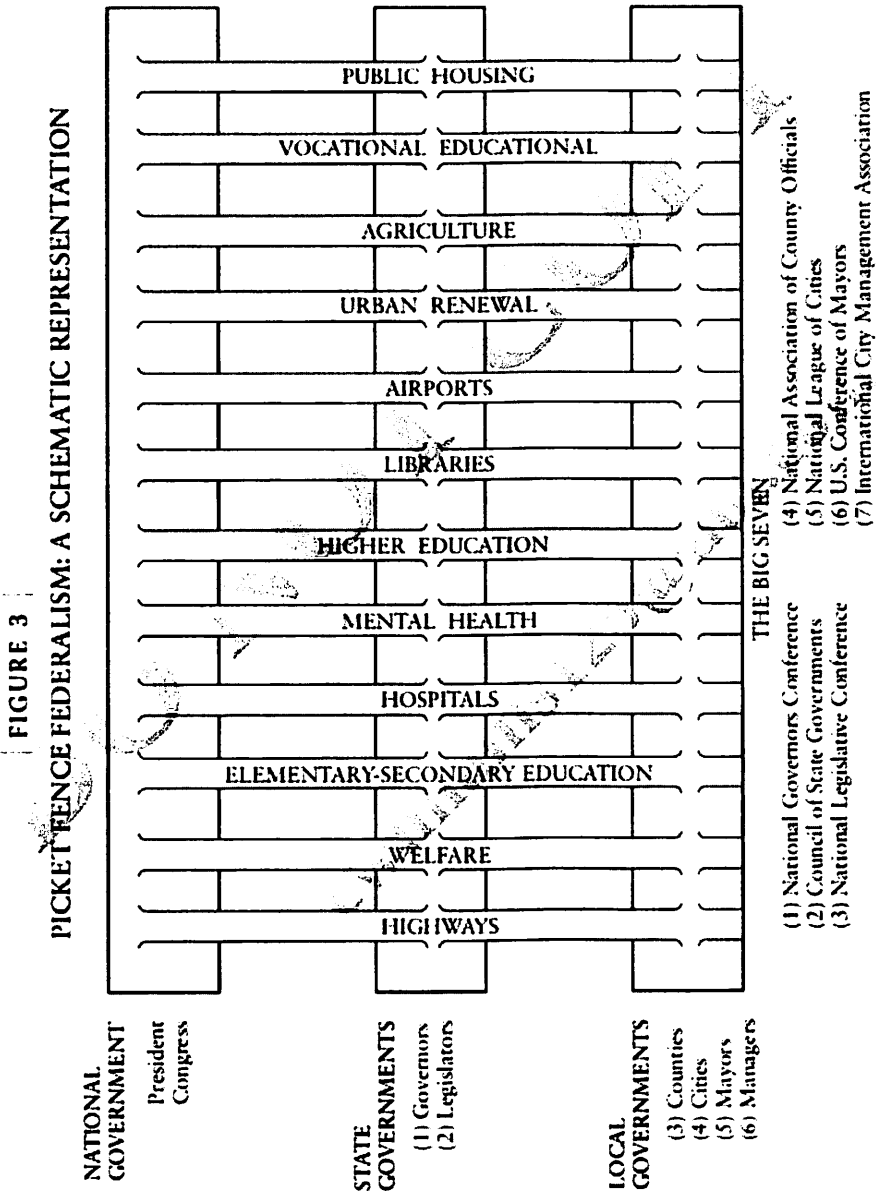 FIGURE 3
PICKET FENCE FEDERALISM: A SCHEMATIC REPRESENTATION
NATIONAL
GOVERNMENT
President
Congress
STATE
GOVERNMENTS
(1) Governors
(2) Legislators
LOCAL
GOVERNMENTS
(3) Counties
(4) Cities
(5) Mayors
(6) Managers
HIGHWAYS
WELFARE
ELEMENTARY-SECONDARY EDUCATION
HOSPITALS
MENTAL HEALTH
HIGHER EDUCATION
LIBRARIES
AIRPORTS
URBAN RENEWAL
AGRICULTURE
VOCATIONAL EDUCATIONAL
PUBLIC HOUSING
THE BIG SEVEN
(1) National Governors Conference
(2) Council of State Governments
(3) National Legislative Conference
(4) National Association of County Officials
(5) National League of Cities
(6) U.S. Conference of Mayors
(7) International City Management Association